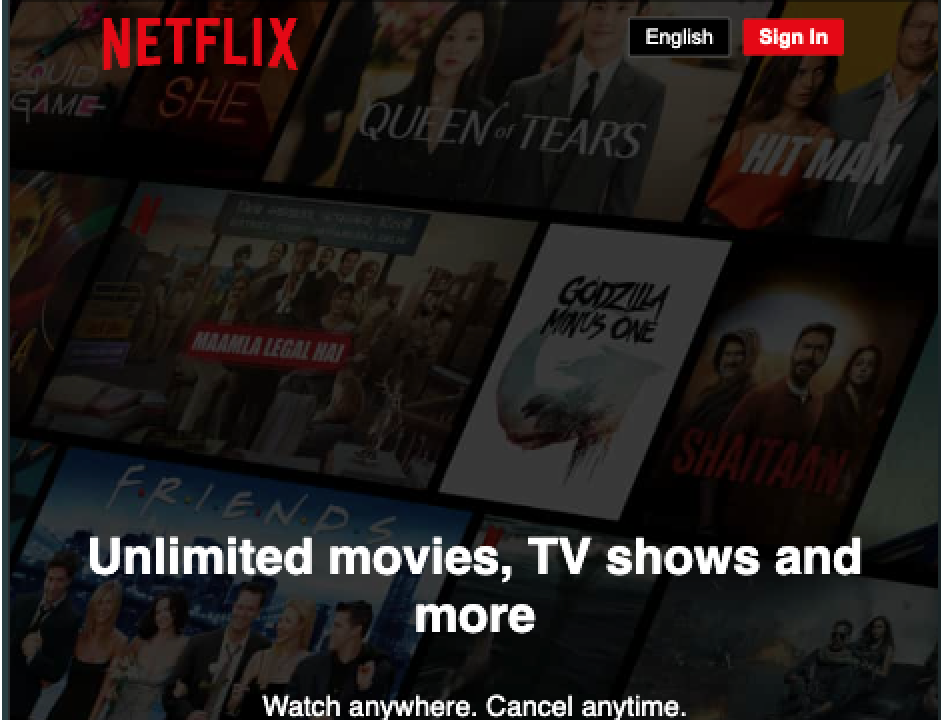 NETFLIX
English
Sign In
SQUID
GAME
SHE
QUEEN of TEARS
HIT MAN
MAAMLA LEGAL HAI
GODZILLA
MINUS ONE
SHAITAAN
FRIENDS
Unlimited movies, TV shows and
more
Watch anywhere. Cancel anytime.